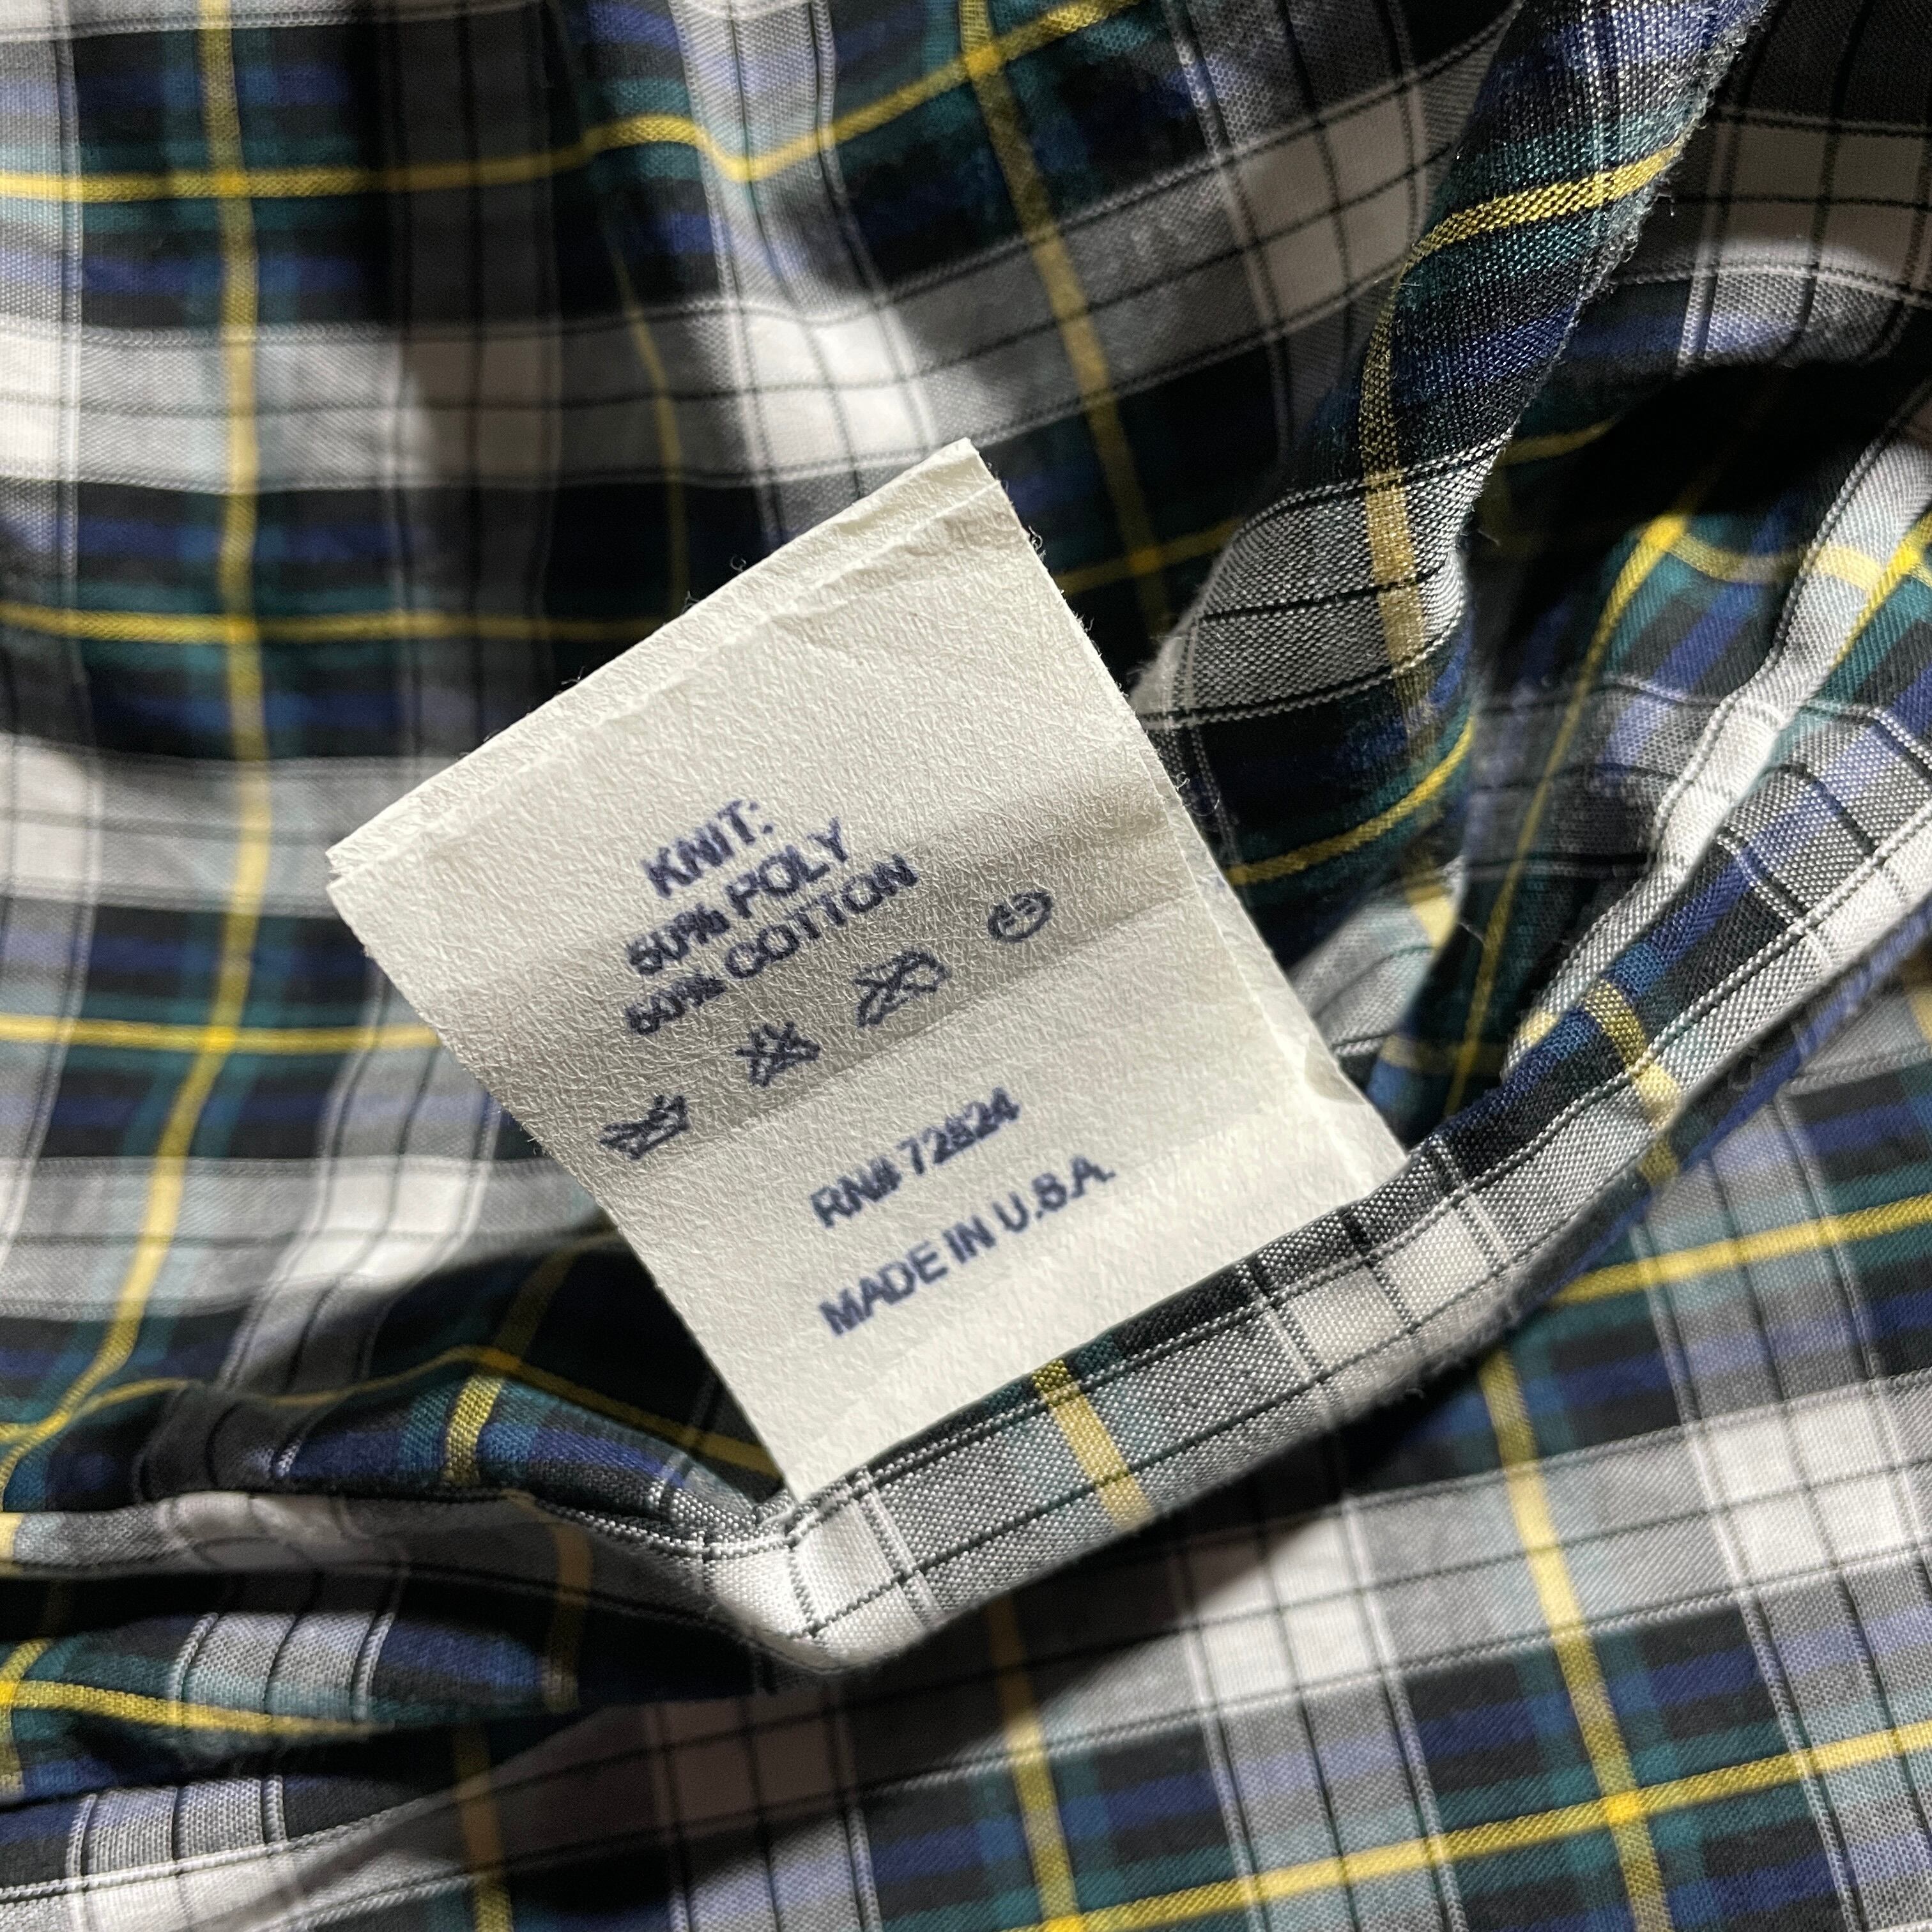 KNIT:
50% POLY
50% COTTON
RN# 72824
MADE IN U.S.A.